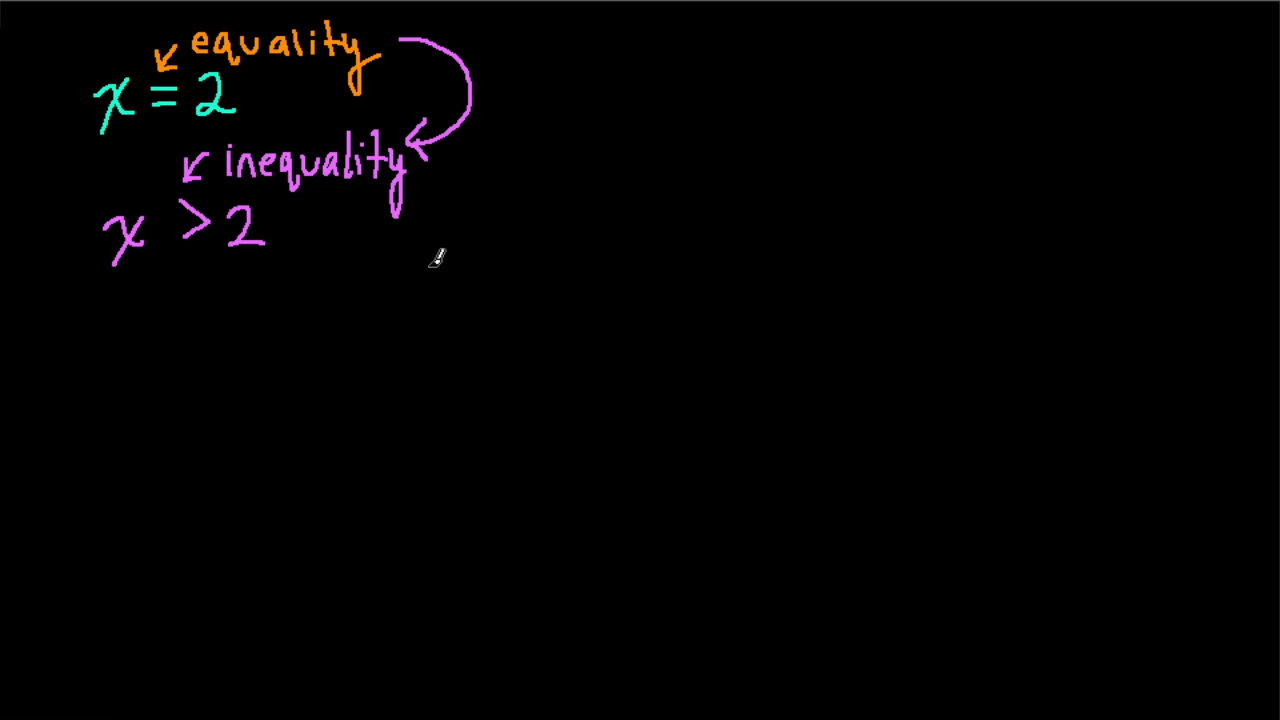 equality
x = 2
inequality
x > 2